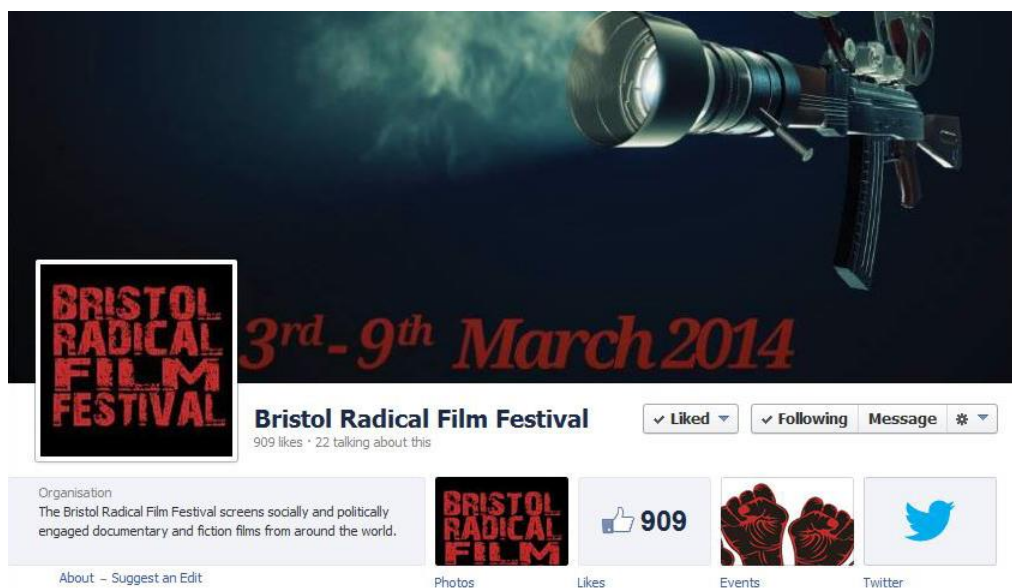 3rd - 9th March 2014
BRISTOL
RADICAL
FILM
FESTIVAL
Bristol Radical Film Festival
909 likes · 22 talking about this
✔ Liked
✔ Following
Message
Organisation
The Bristol Radical Film Festival screens socially and politically
engaged documentary and fiction films from around the world.
About – Suggest an Edit
BRISTOL
RADICAL
FILM
Photos
909
Likes
Events
Twitter